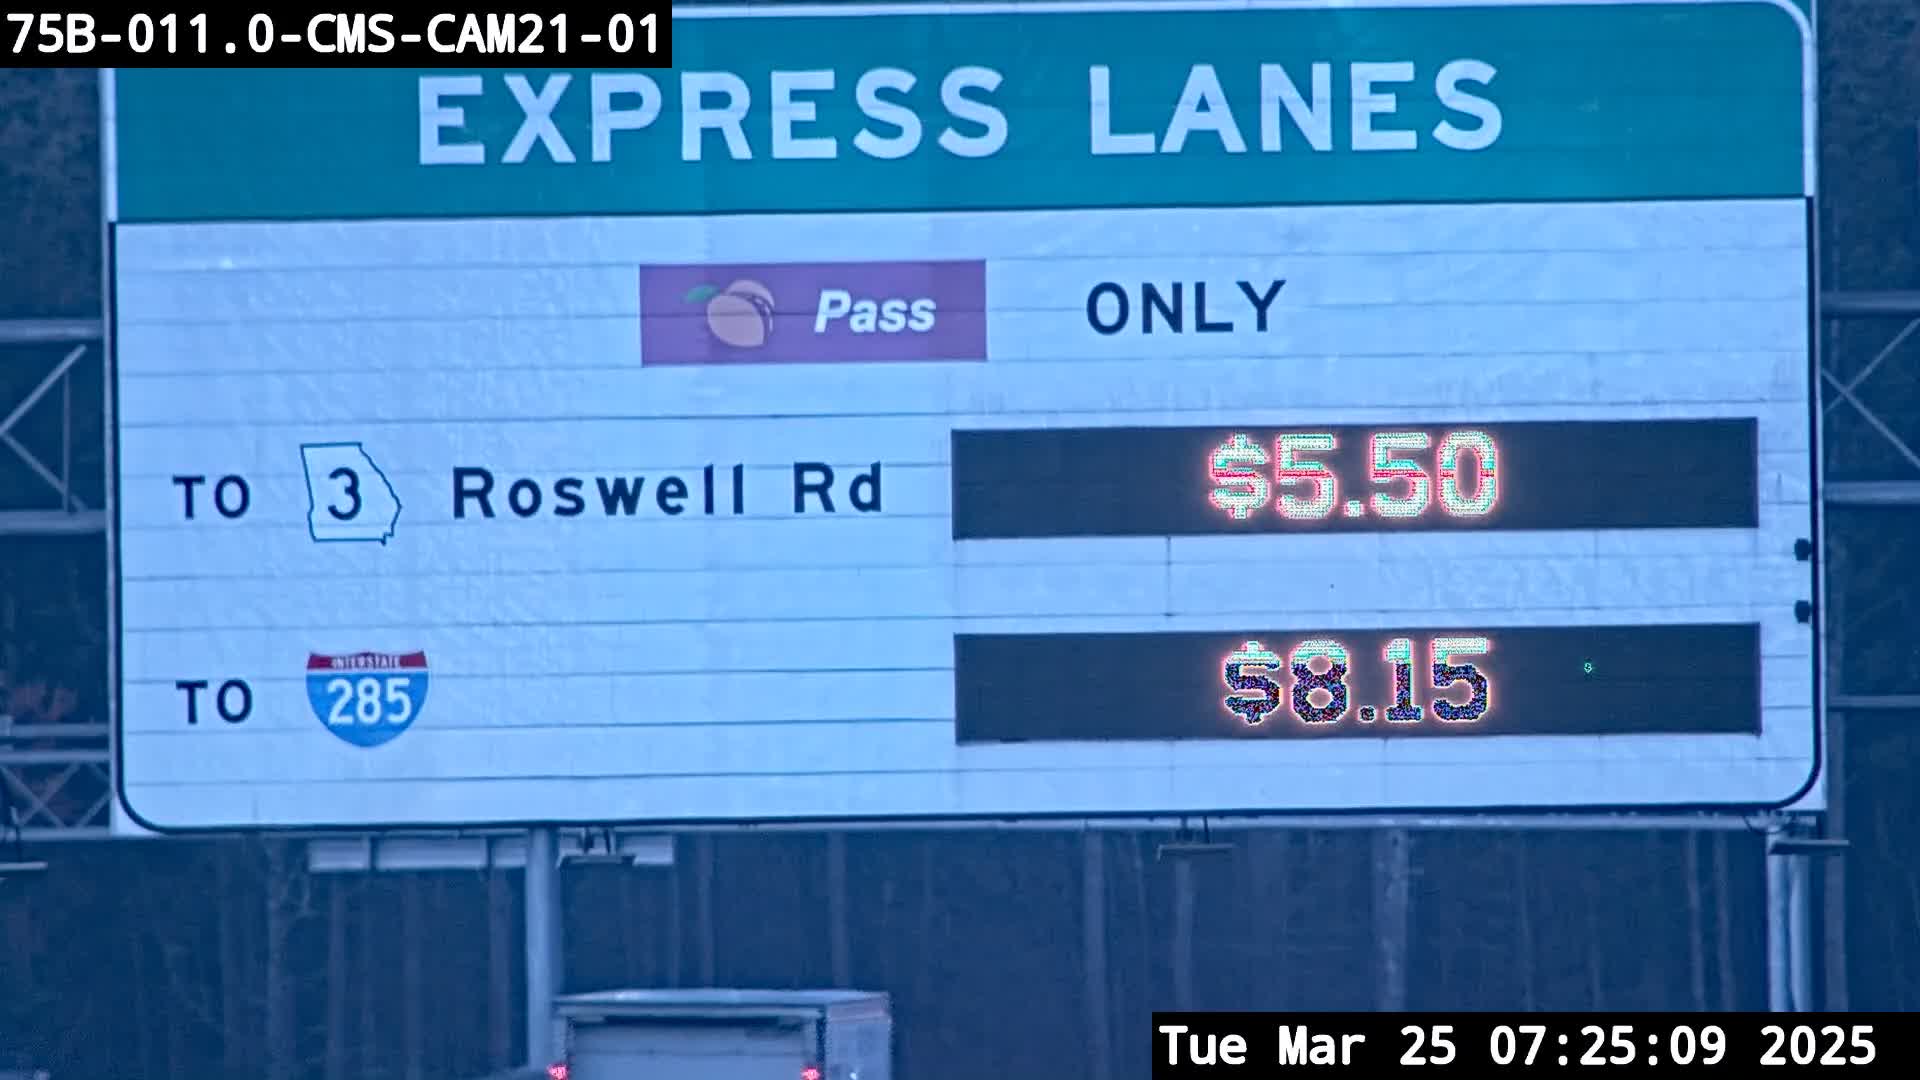 75B-011.0-CMS-CAM21-01
EXPRESS LANES
Pass ONLY
TO 3 Roswell Rd $5.50
TO INTERSTATE 285 $8.15
Tue Mar 25 07:25:09 2025